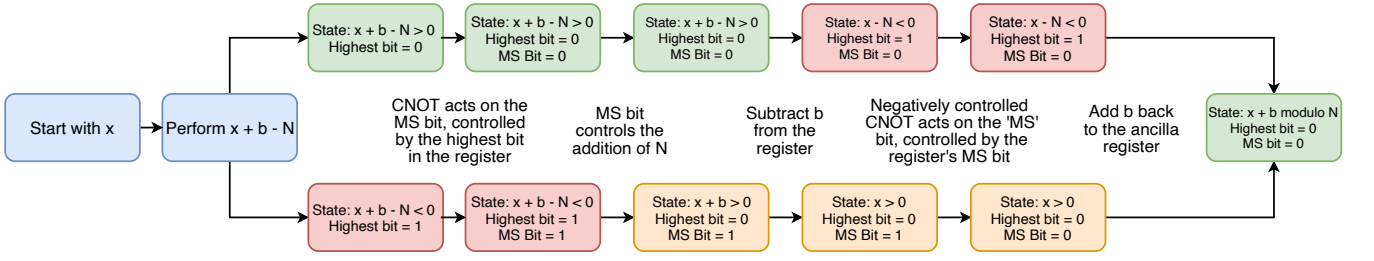 State: x + b - N > 0
Highest bit = 0
State: x + b - N > 0
Highest bit = 0
MS Bit = 0
State: x + b - N > 0
Highest bit = 0
MS Bit = 0
State: x - N < 0
Highest bit = 1
MS Bit = 0
State: x - N < 0
Highest bit = 1
MS Bit = 0
Start with x
Perform x + b - N
CNOT acts on the
MS bit, controlled
by the highest bit
in the register
MS bit
controls the
addition of N
Subtract b
from the
register
Negatively controlled
CNOT acts on the 'MS'
bit, controlled by the
register's MS bit
Add b back
to the ancilla
register
State: x + b modulo N
Highest bit = 0
MS bit = 0
State: x + b - N < 0
Highest bit = 1
State: x + b - N < 0
Highest bit = 1
MS Bit = 1
State: x + b > 0
Highest bit = 0
MS Bit = 1
State: x > 0
Highest bit = 0
MS Bit = 1
State: x > 0
Highest bit = 0
MS Bit = 0